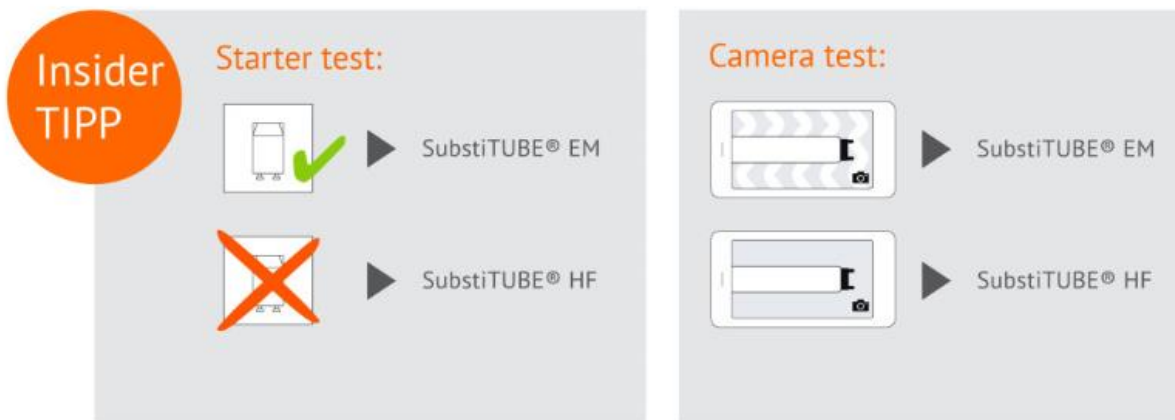 Insider
TIPP
Starter test:
SubstiTUBE® EM
SubstiTUBE® HF
Camera test:
SubstiTUBE® EM
SubstiTUBE® HF